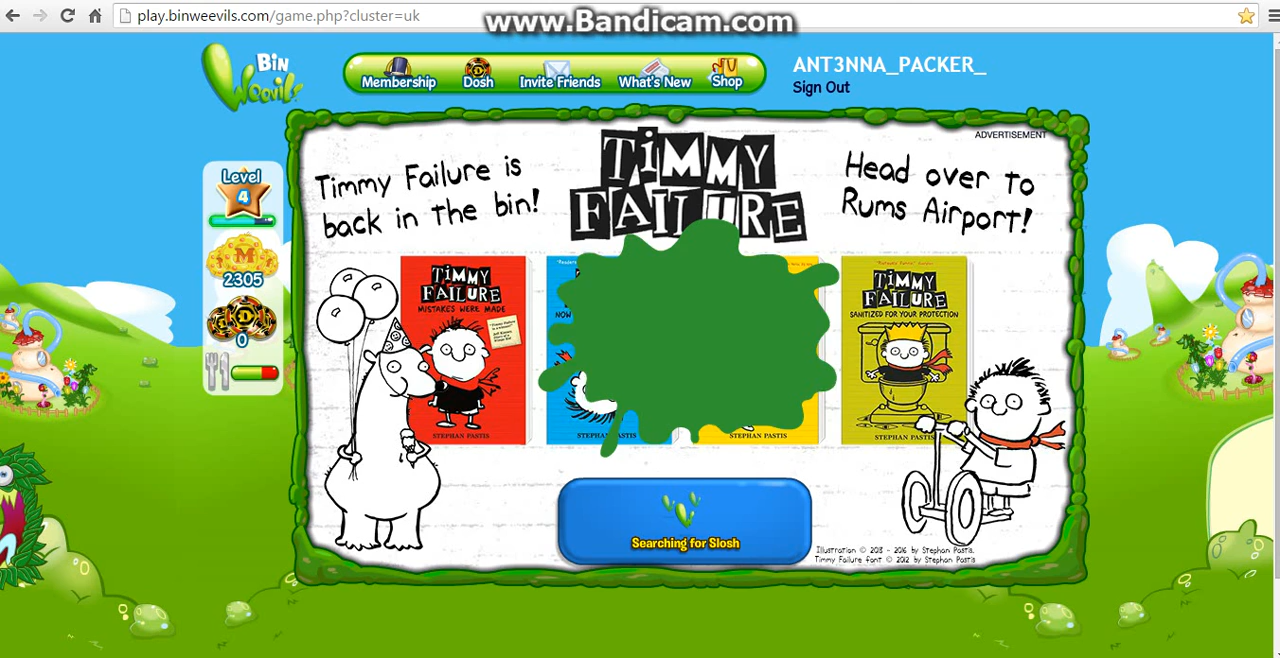 play.binweevils.com/game.php?cluster=uk
www.Bandicam.com
Bin
Weevils
Membership
Dosh
Invite Friends
What's New
Shop
ANT3NNA_PACKER_
Sign Out
ADVERTISEMENT
Level
4
M
2305
D
0
Timmy Failure is
back in the bin!
TiMMY
FAILURE
Head over to
Rums Airport!
TiMMY
FAILURE
MISTAKES WERE MADE
STEPHAN PASTIS
NOW
STEPHAN PASTIS
STEPHAN PASTIS
TiMMY
FAILURE
SANITIZED FOR YOUR PROTECTION
STEPHAN PASTIS
Searching for Slosh
Illustration © 2013 - 2016 by Stephan Pastis.
Timmy Failure font © 2012 by Stephan Pastis